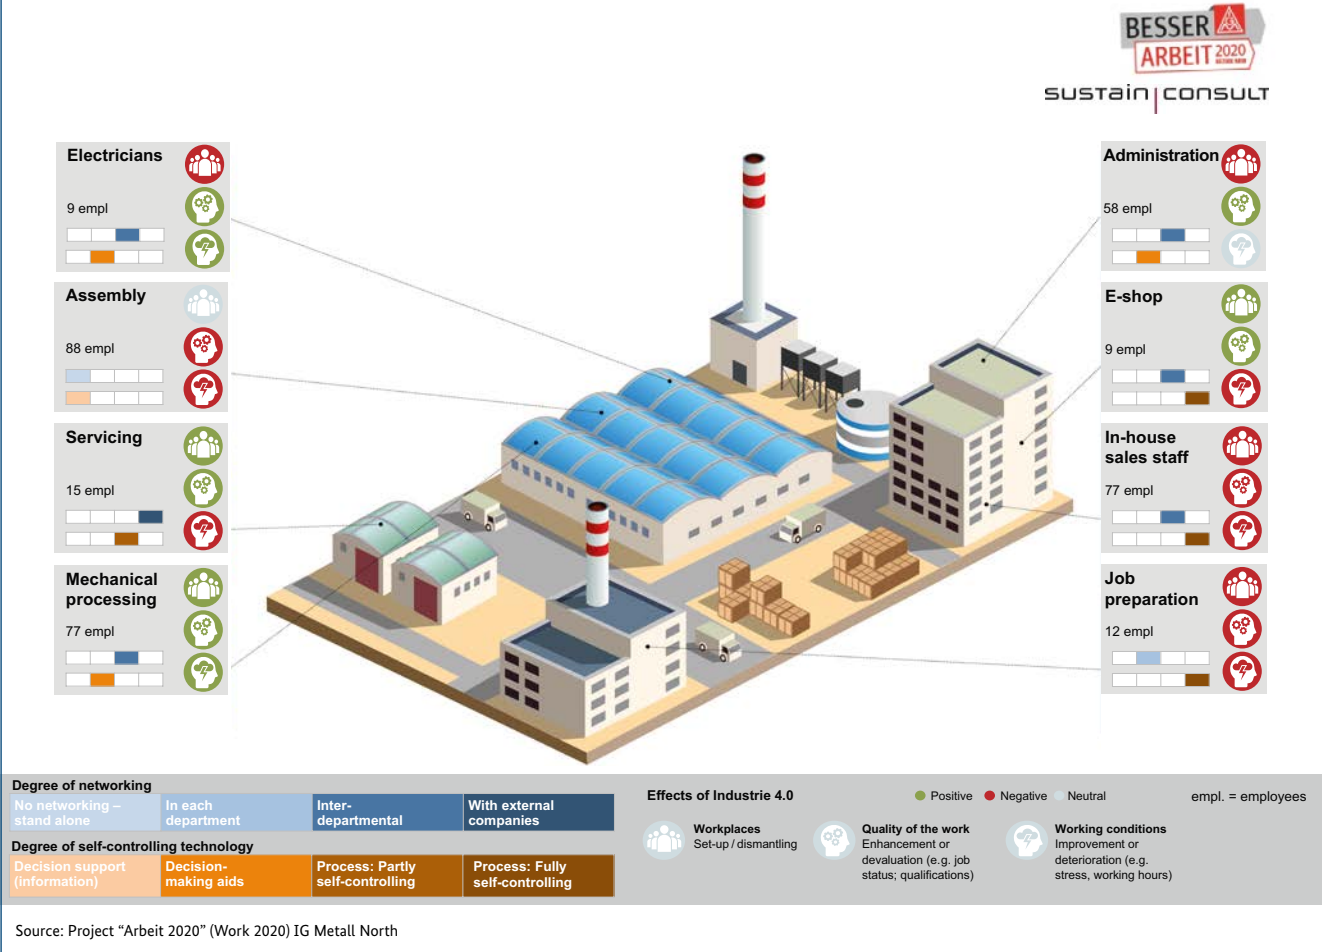 BESSER
ARBEIT 2020
sustain consult
Electricians
9 empl
Assembly
88 empl
Servicing
15 empl
Mechanical
processing
77 empl
Administration
58 empl
E-shop
9 empl
In-house
sales staff
77 empl
Job
preparation
12 empl
Degree of networking
No networking –
stand alone
In each
department
Inter-
departmental
With external
companies
Degree of self-controlling technology
Decision support
(information)
Decision-
making aids
Process: Partly
self-controlling
Process: Fully
self-controlling
Effects of Industrie 4.0
Positive
Negative
Neutral
empl. = employees
Workplaces
Set-up / dismantling
Quality of the work
Enhancement or
devaluation (e.g. job
status; qualifications)
Working conditions
Improvement or
deterioration (e.g.
stress, working hours)
Source: Project “Arbeit 2020” (Work 2020) IG Metall North